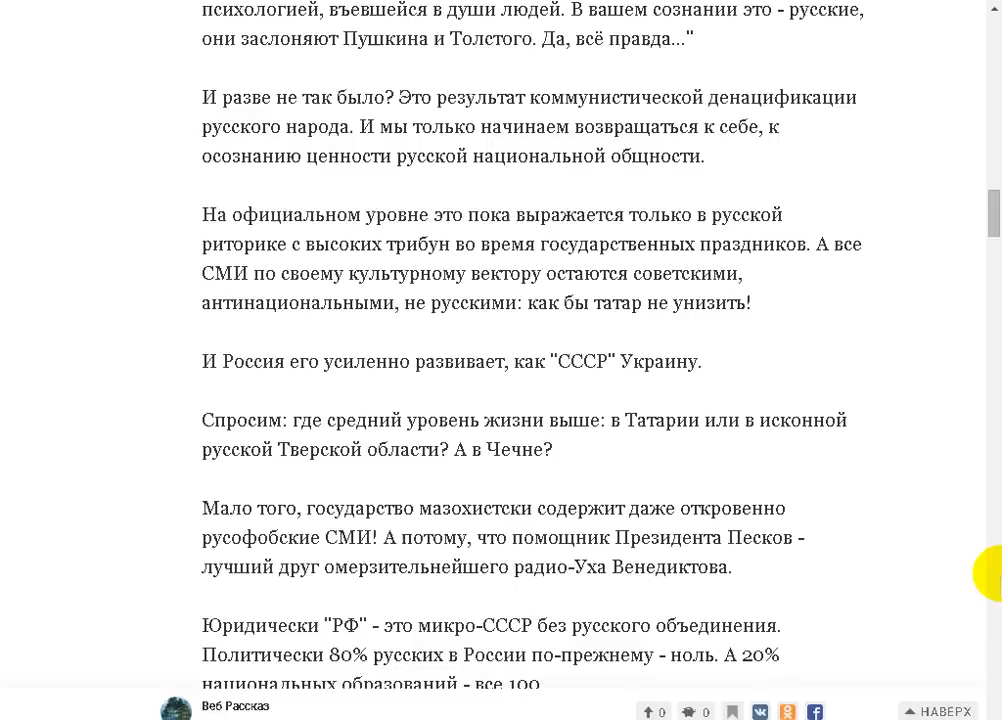 психологией, въевшейся в души людей. В вашем сознании это - русские,
они заслоняют Пушкина и Толстого. Да, всё правда..."
И разве не так было? Это результат коммунистической денацификации
русского народа. И мы только начинаем возвращаться к себе, к
осознанию ценности русской национальной общности.
На официальном уровне это пока выражается только в русской
риторике с высоких трибун во время государственных праздников. А все
СМИ по своему культурному вектору остаются советскими,
антинациональными, не русскими: как бы татар не унизить!
И Россия его усиленно развивает, как "СССР" Украину.
Спросим: где средний уровень жизни выше: в Татарии или в исконной
русской Тверской области? А в Чечне?
Мало того, государство мазохистски содержит даже откровенно
русофобские СМИ! А потому, что помощник Президента Песков -
лучший друг омерзительнейшего радио-Уха Венедиктова.
Юридически "РФ" - это микро-СССР без русского объединения.
Политически 80% русских в России по-прежнему - ноль. А 20%
национальных образований - все 100
Веб Рассказ
0 0 НАВЕРХ